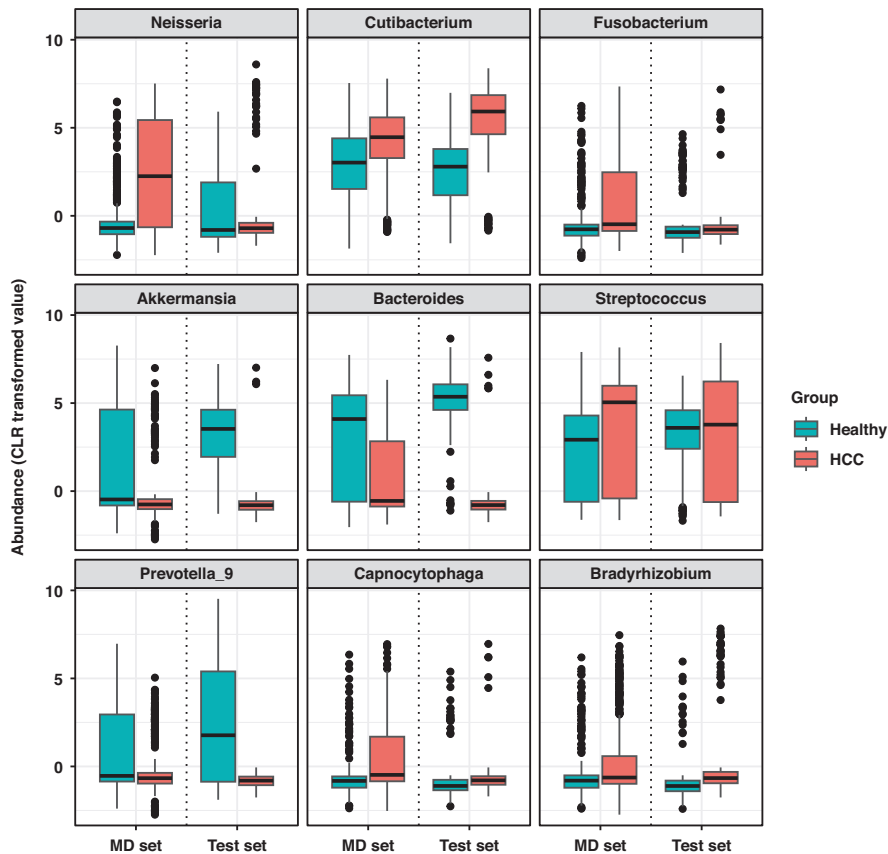 Neisseria Cutibacterium Fusobacterium
10
5
0
Akkermansia Bacteroides Streptococcus
10
5
0
Prevotella_9 Capnocytophaga Bradyrhizobium
10
5
0
MD set Test set MD set Test set MD set Test set
Abundance (CLR transformed value)
Group
Healthy
HCC